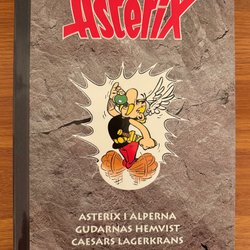 Asterix
ASTERIX I ALPERNA
GUDARNAS HEMVIST
CAESARS LAGERKRANS